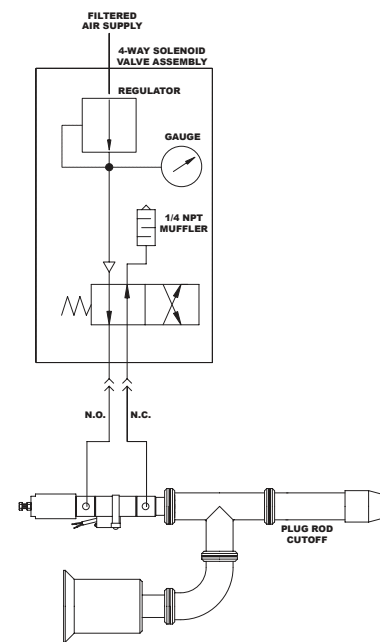 FILTERED
AIR SUPPLY
4-WAY SOLENOID
VALVE ASSEMBLY
REGULATOR
GAUGE
1/4 NPT
MUFFLER
N.O.
N.C.
PLUG ROD
CUTOFF